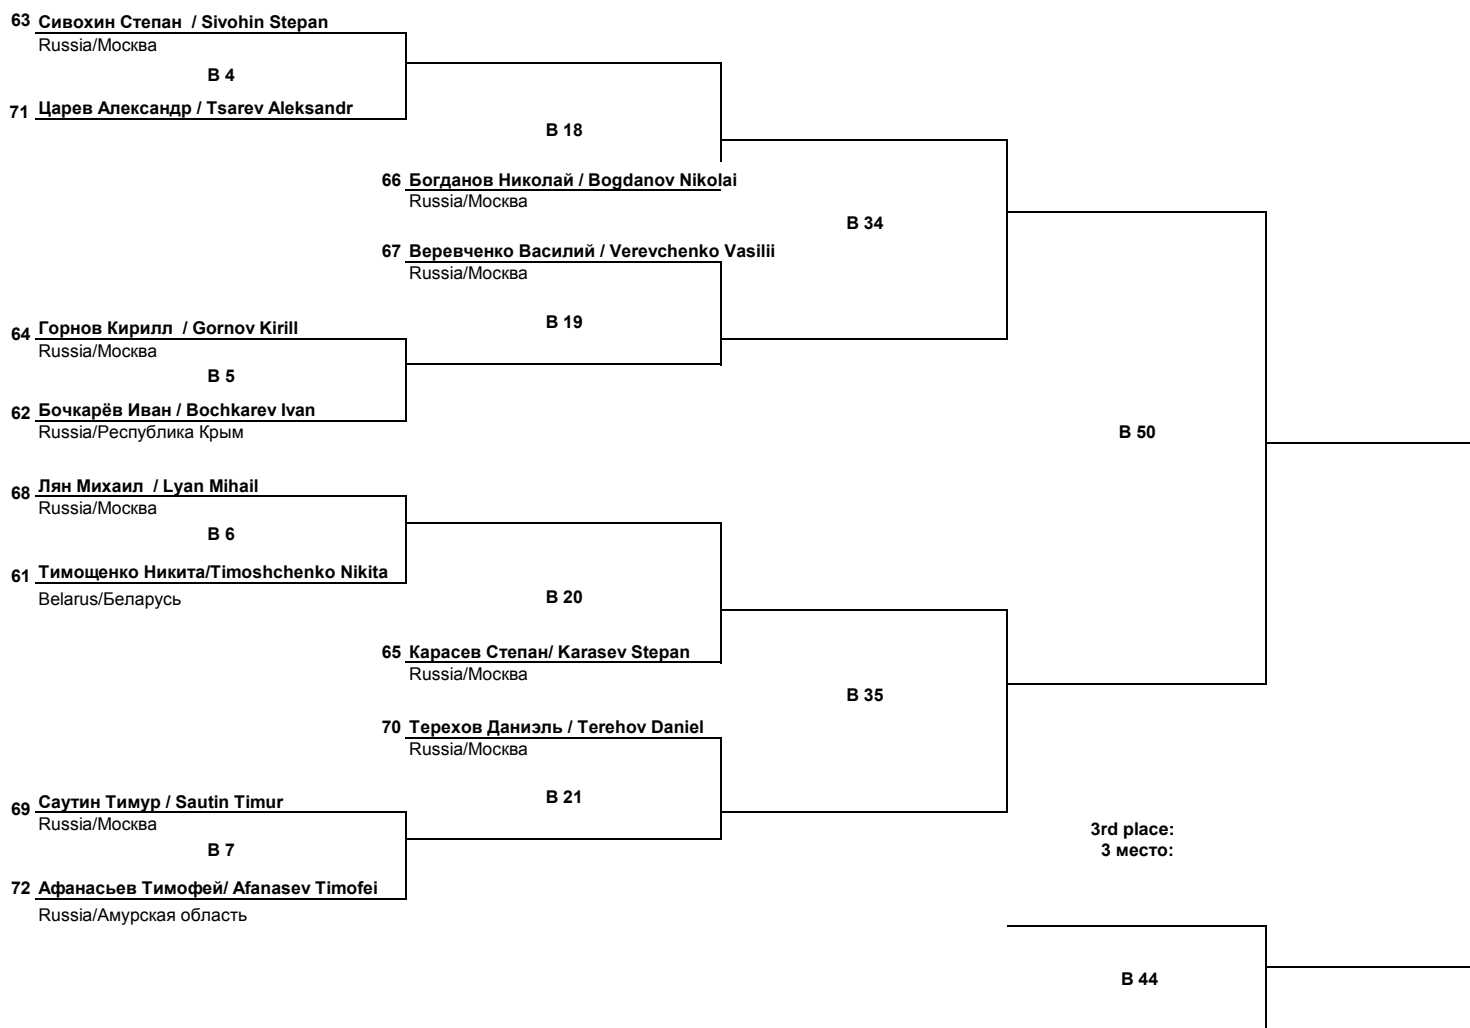 63 Сивохин Степан / Sivohin Stepan
Russia/Москва
В 4
71 Царев Александр / Tsarev Aleksandr
В 18
66 Богданов Николай / Bogdanov Nikolai
Russia/Москва
В 34
67 Веревченко Василий / Verevchenko Vasilii
Russia/Москва
В 19
64 Горнов Кирилл / Gornov Kirill
Russia/Москва
В 5
62 Бочкарёв Иван / Bochkarev Ivan
Russia/Республика Крым
В 50
68 Лян Михаил / Lyan Mihail
Russia/Москва
В 6
61 Тимощенко Никита/Timoshchenko Nikita
Belarus/Беларусь
В 20
65 Карасев Степан/ Karasev Stepan
Russia/Москва
В 35
70 Терехов Даниэль / Terehov Daniel
Russia/Москва
В 21
69 Саутин Тимур / Sautin Timur
Russia/Москва
В 7
72 Афанасьев Тимофей/ Afanasev Timofei
Russia/Амурская область
3rd place:
3 место:
В 44